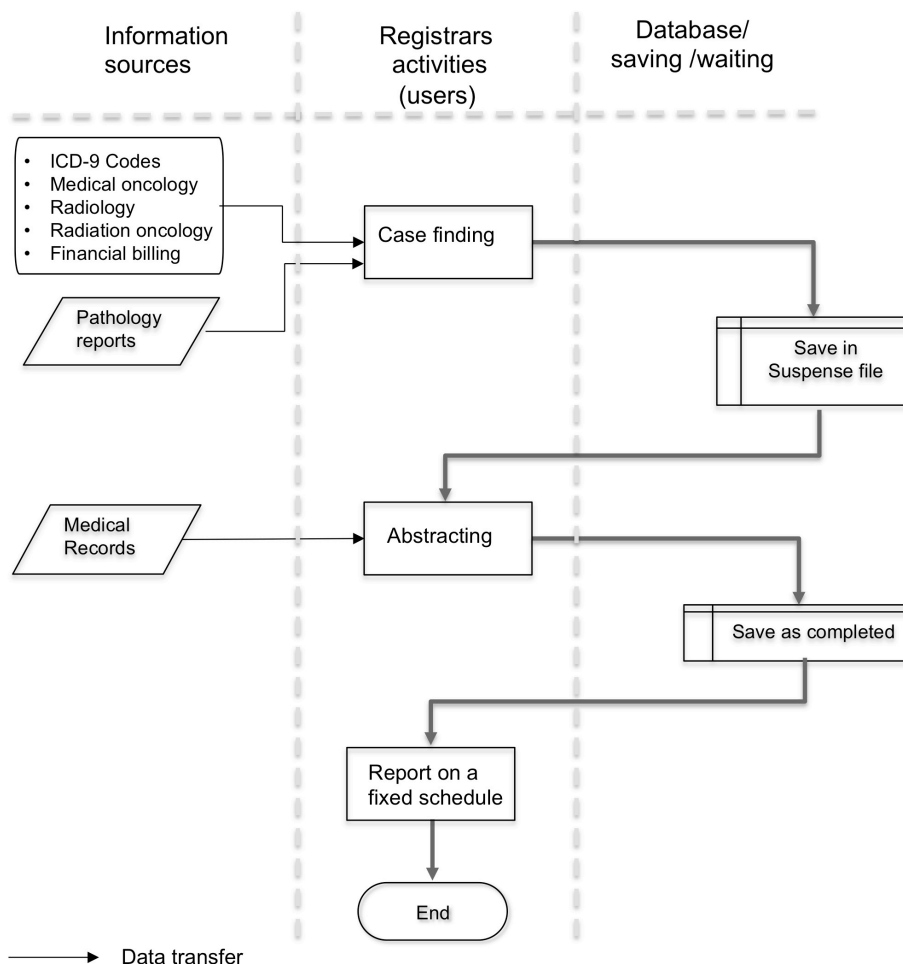 Information
sources
Registrars
activities
(users)
Database/
saving /waiting
• ICD-9 Codes
• Medical oncology
• Radiology
• Radiation oncology
• Financial billing
Case finding
Pathology
reports
Save in
Suspense file
Medical
Records
Abstracting
Save as completed
Report on a
fixed schedule
End
Data transfer